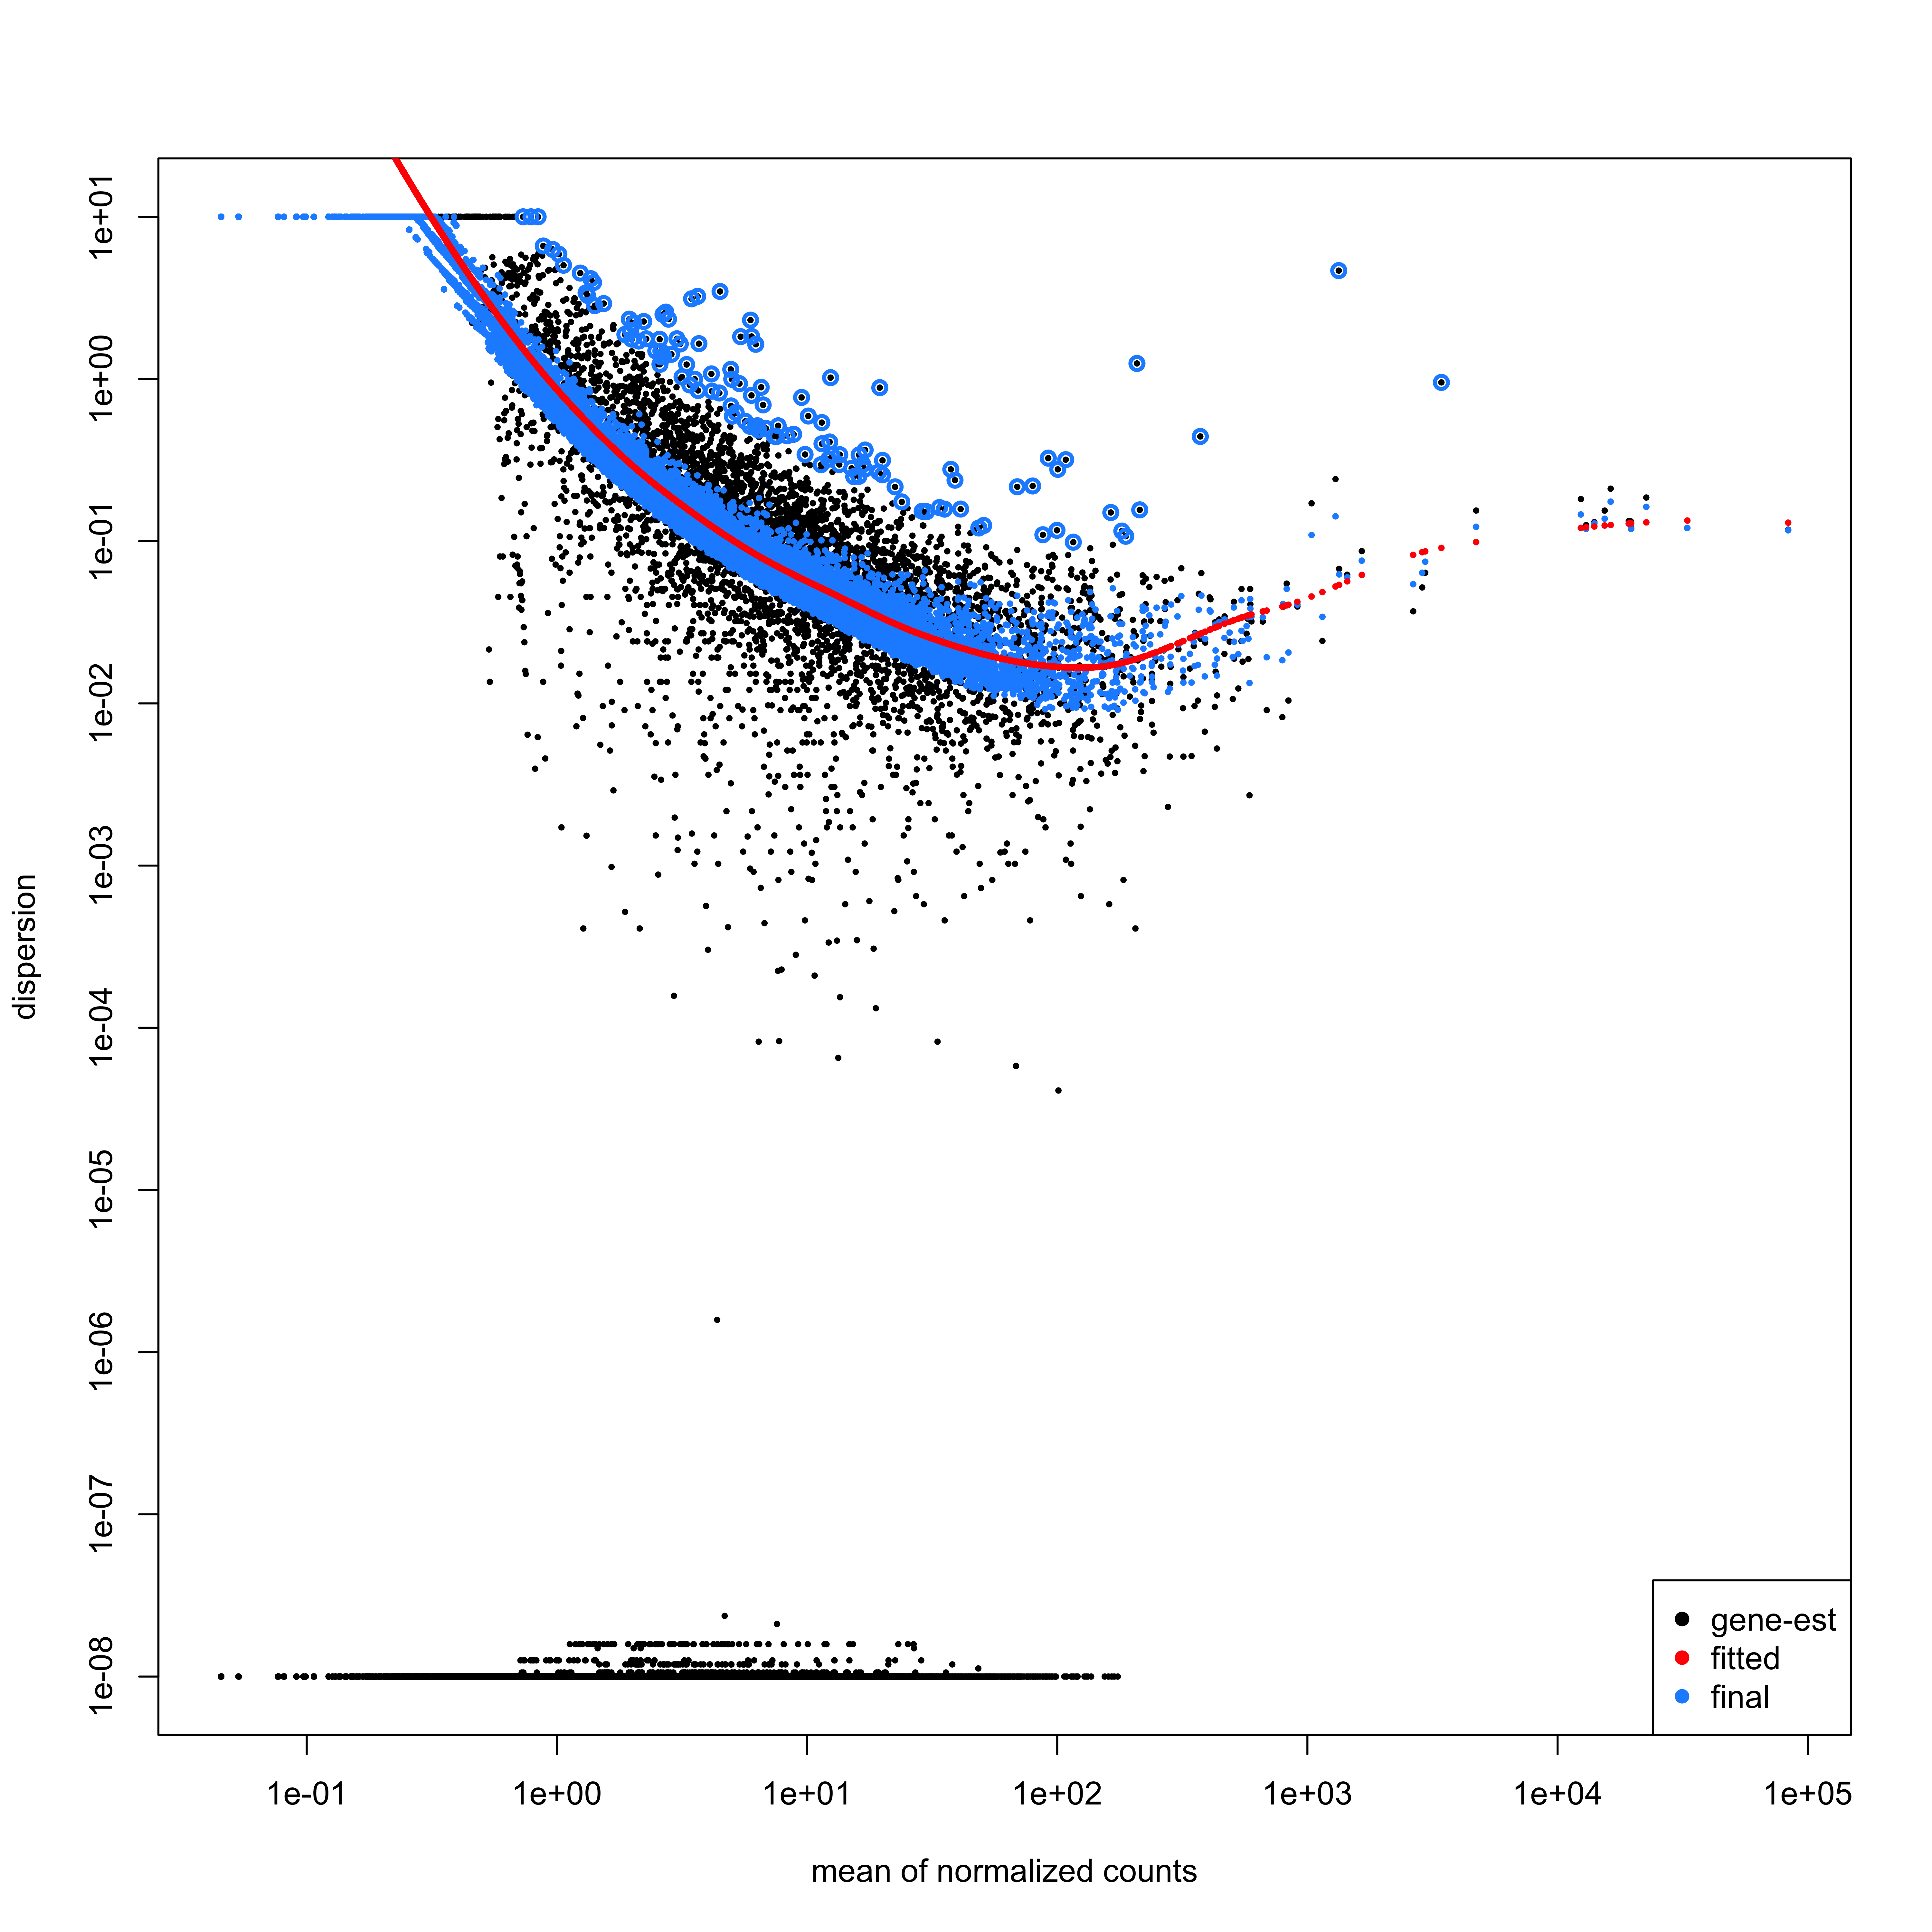 1e+01
1e+00
1e-01
1e-02
1e-03
1e-04
1e-05
1e-06
1e-07
1e-08
dispersion
gene-est
fitted
final
1e-01 1e+00 1e+01 1e+02 1e+03 1e+04 1e+05
mean of normalized counts